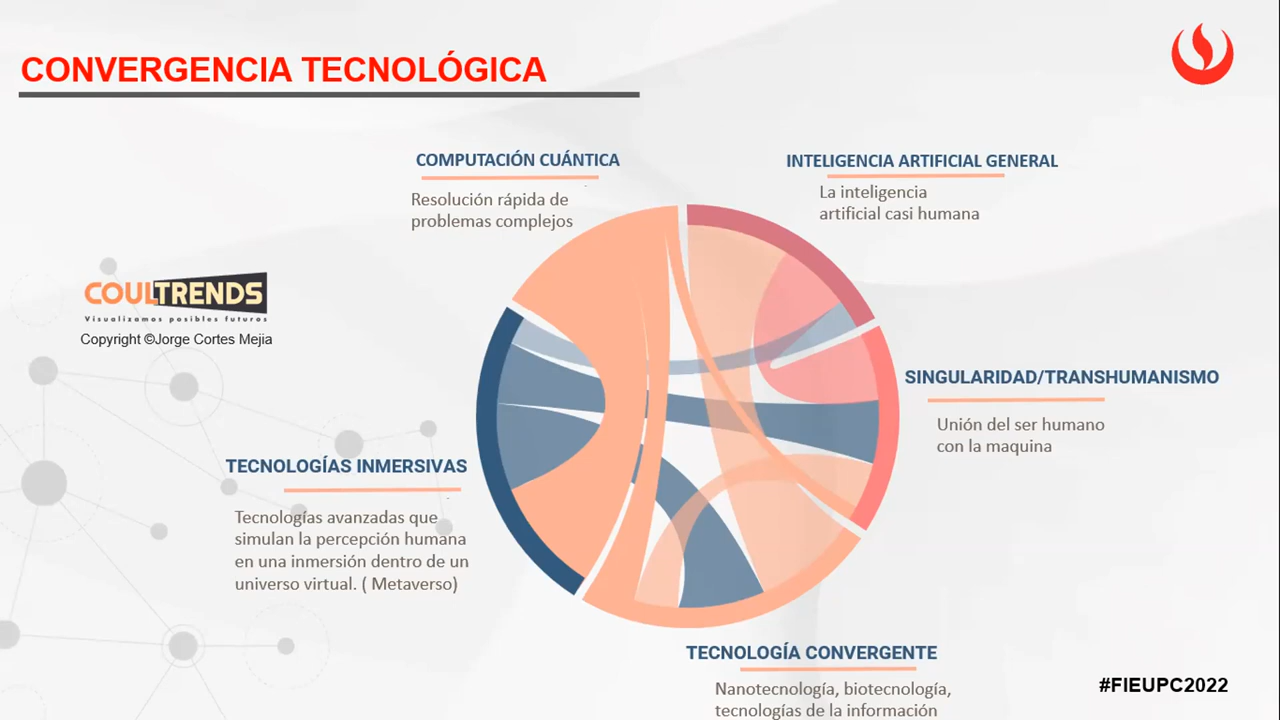 CONVERGENCIA TECNOLÓGICA
COMPUTACIÓN CUÁNTICA
Resolución rápida de
problemas complejos
INTELIGENCIA ARTIFICIAL GENERAL
La inteligencia
artificial casi humana
COULTRENDS
Visualizamos posibles futuros
Copyright ©Jorge Cortes Mejia
SINGULARIDAD/TRANSHUMANISMO
Unión del ser humano
con la maquina
TECNOLOGÍAS INMERSIVAS
Tecnologías avanzadas que
simulan la percepción humana
en una inmersión dentro de un
universo virtual. ( Metaverso)
TECNOLOGÍA CONVERGENTE
Nanotecnología, biotecnología,
tecnologías de la información
#FIEUPC2022